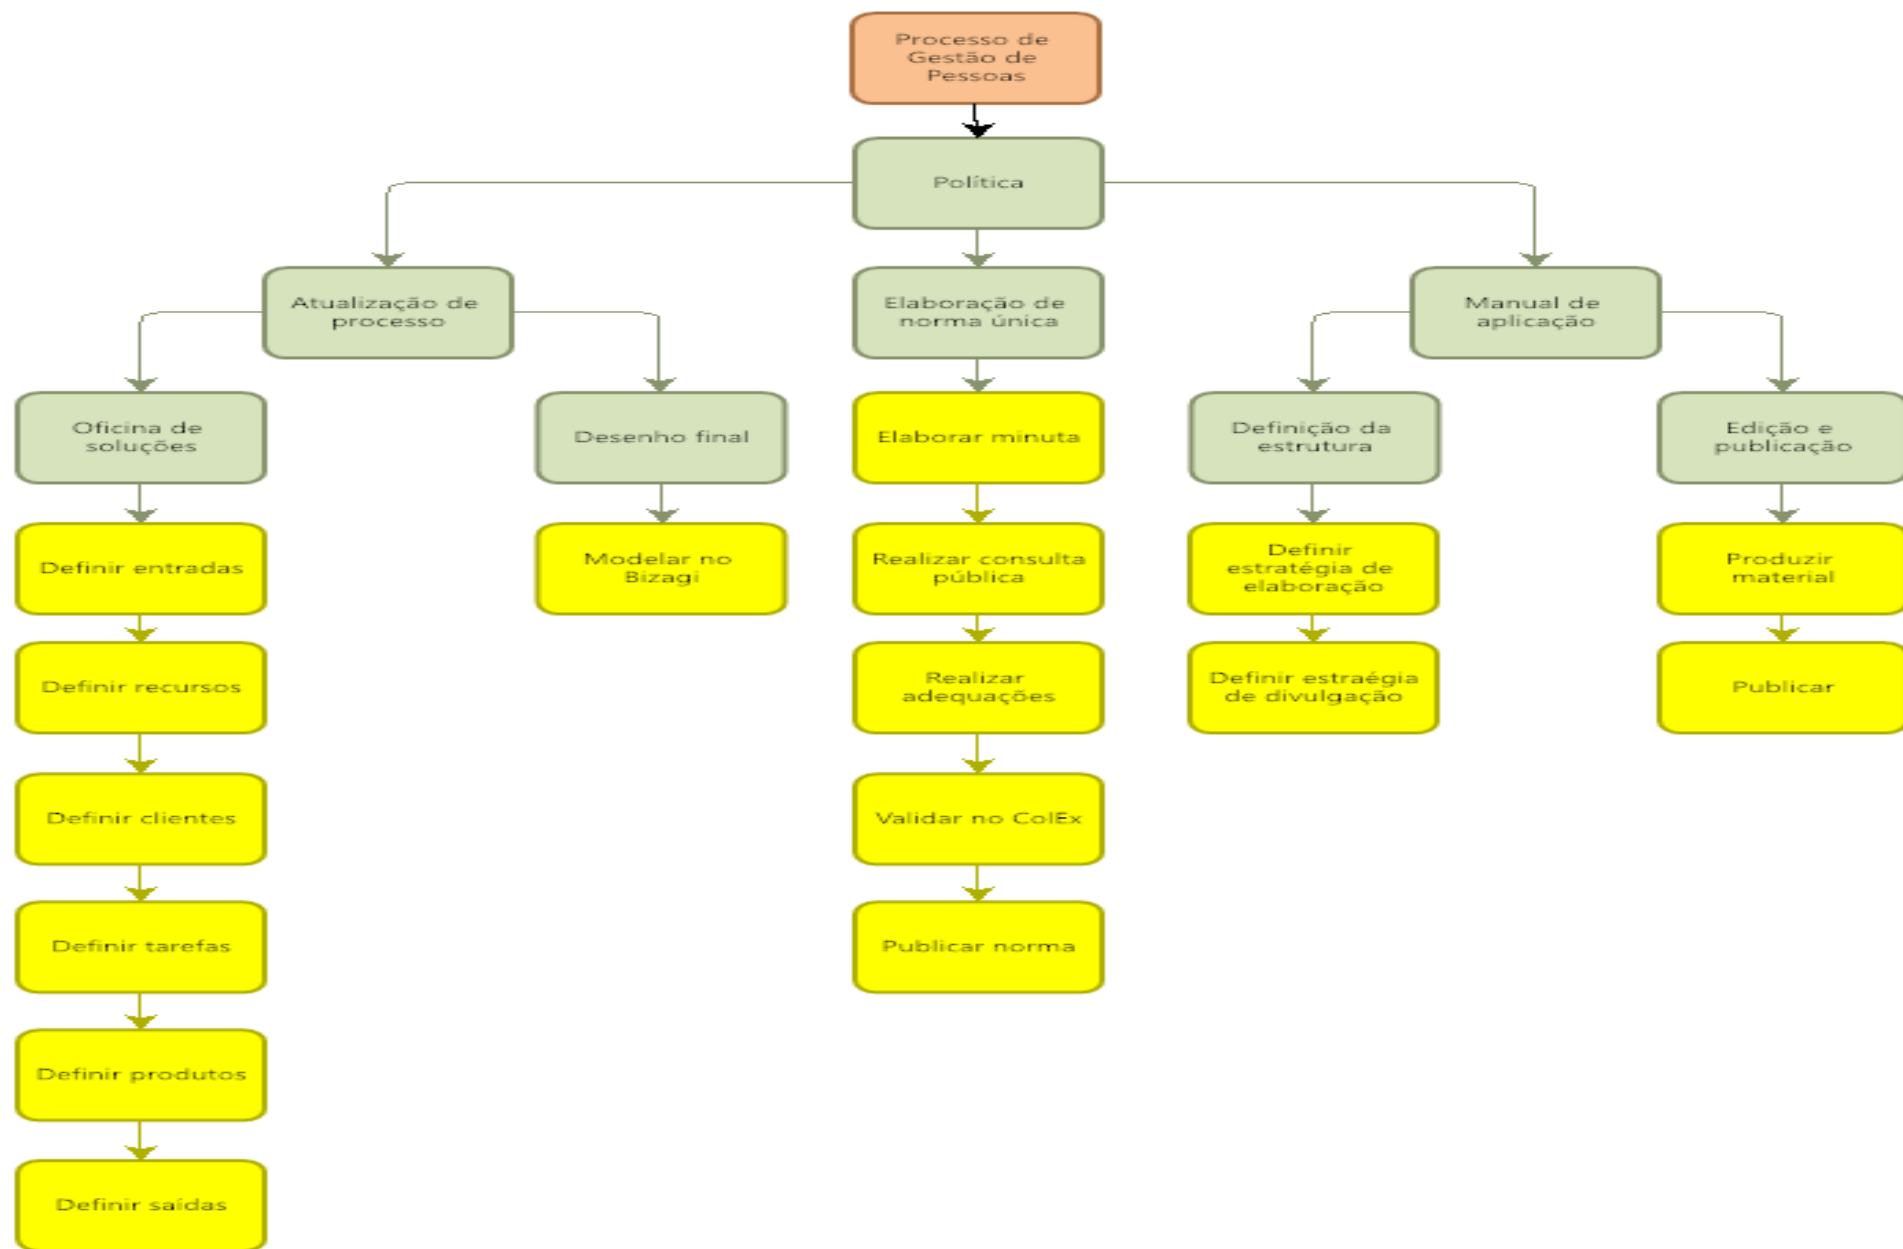 Processo de
Gestão de
Pessoas
Política
Atualização de
processo
Elaboração de
norma única
Manual de
aplicação
Oficina de
soluções
Desenho final
Elaborar minuta
Definição da
estrutura
Edição e
publicação
Definir entradas
Modelar no
Bizagi
Realizar consulta
pública
Definir
estratégia de
elaboração
Produzir
material
Definir recursos
Realizar
adequações
Definir estraégia
de divulgação
Publicar
Definir clientes
Validar no ColEx
Definir tarefas
Publicar norma
Definir produtos
Definir saídas